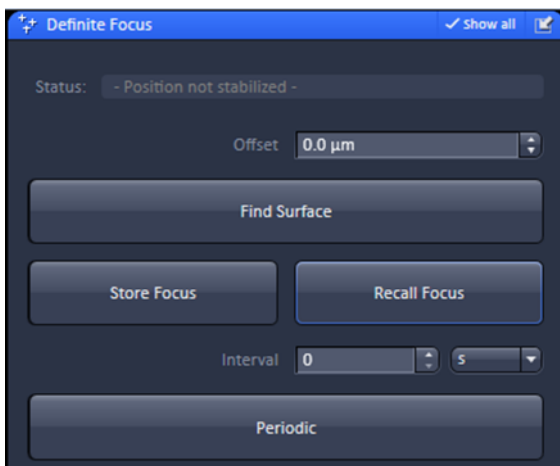 Definite Focus ✓ Show all
Status: - Position not stabilized -
Offset 0.0 µm
Find Surface
Store Focus Recall Focus
Interval 0 s
Periodic